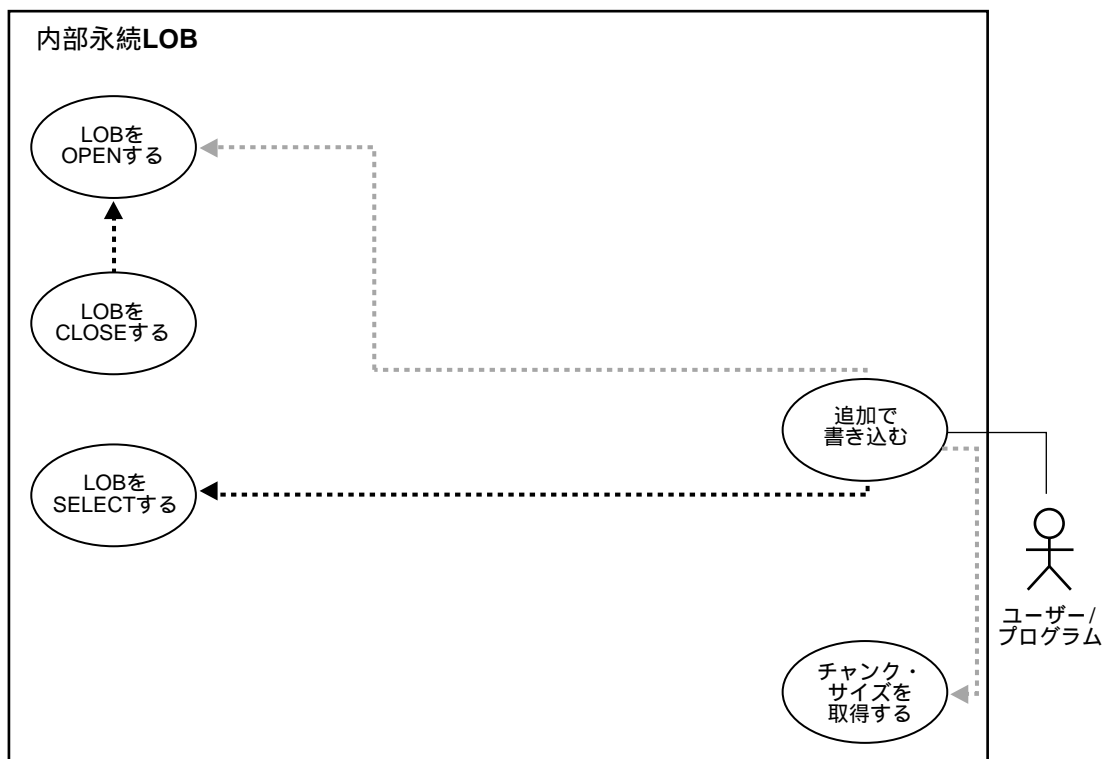 内部永続LOB
LOBを
OPENする
LOBを
CLOSEする
追加で
書き込む
LOBを
SELECTする
ユーザー/
プログラム
チャンク・
サイズを
取得する